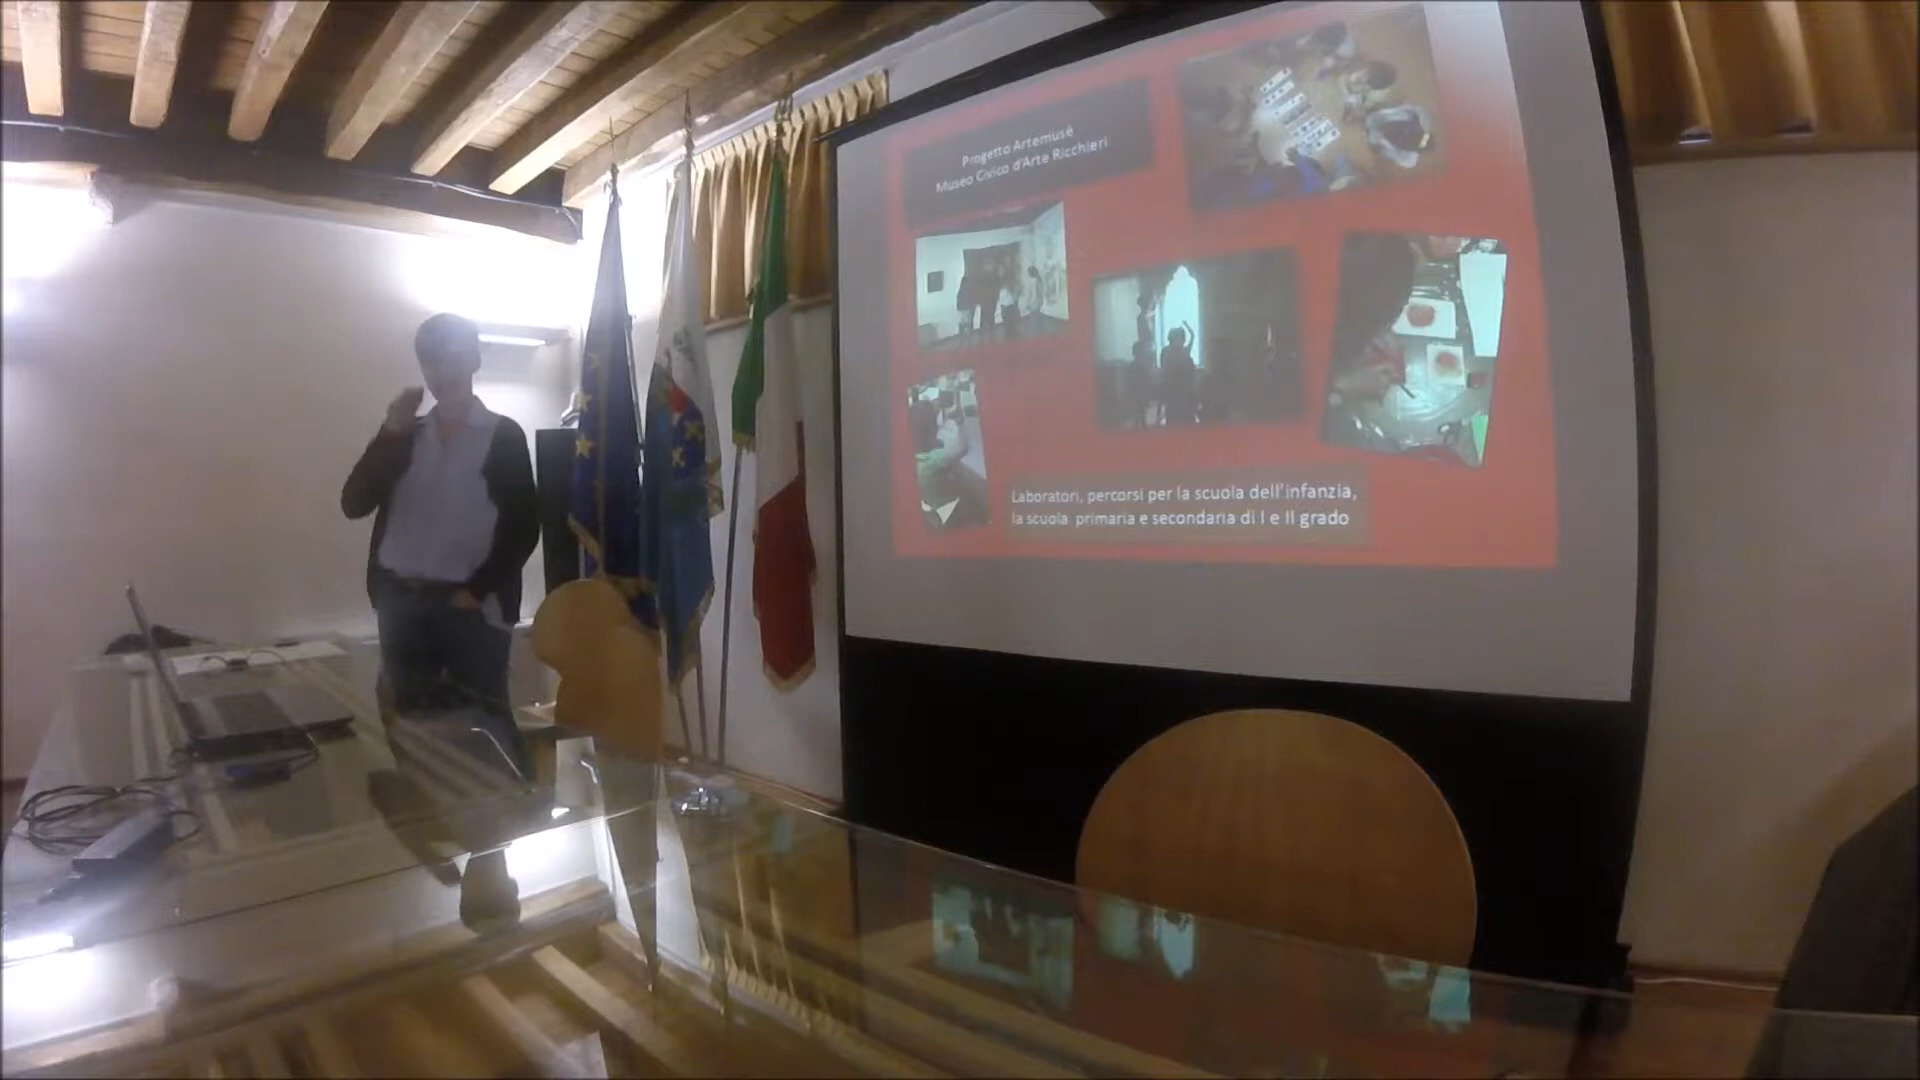 Progetto Artemusè
Museo Civico d'Arte Ricchieri
Laboratori, percorsi per la scuola dell'infanzia,
la scuola primaria e secondaria di I e II grado